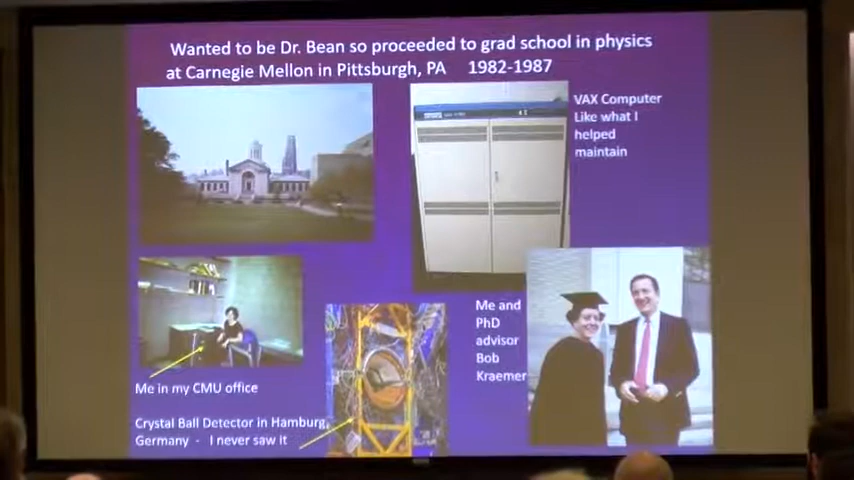 Wanted to be Dr. Bean so proceeded to grad school in physics
at Carnegie Mellon in Pittsburgh, PA 1982-1987
VAX Computer
Like what I
helped
maintain
Me and
PhD
advisor
Bob
Kraemer
Me in my CMU office
Crystal Ball Detector in Hamburg,
Germany - I never saw it